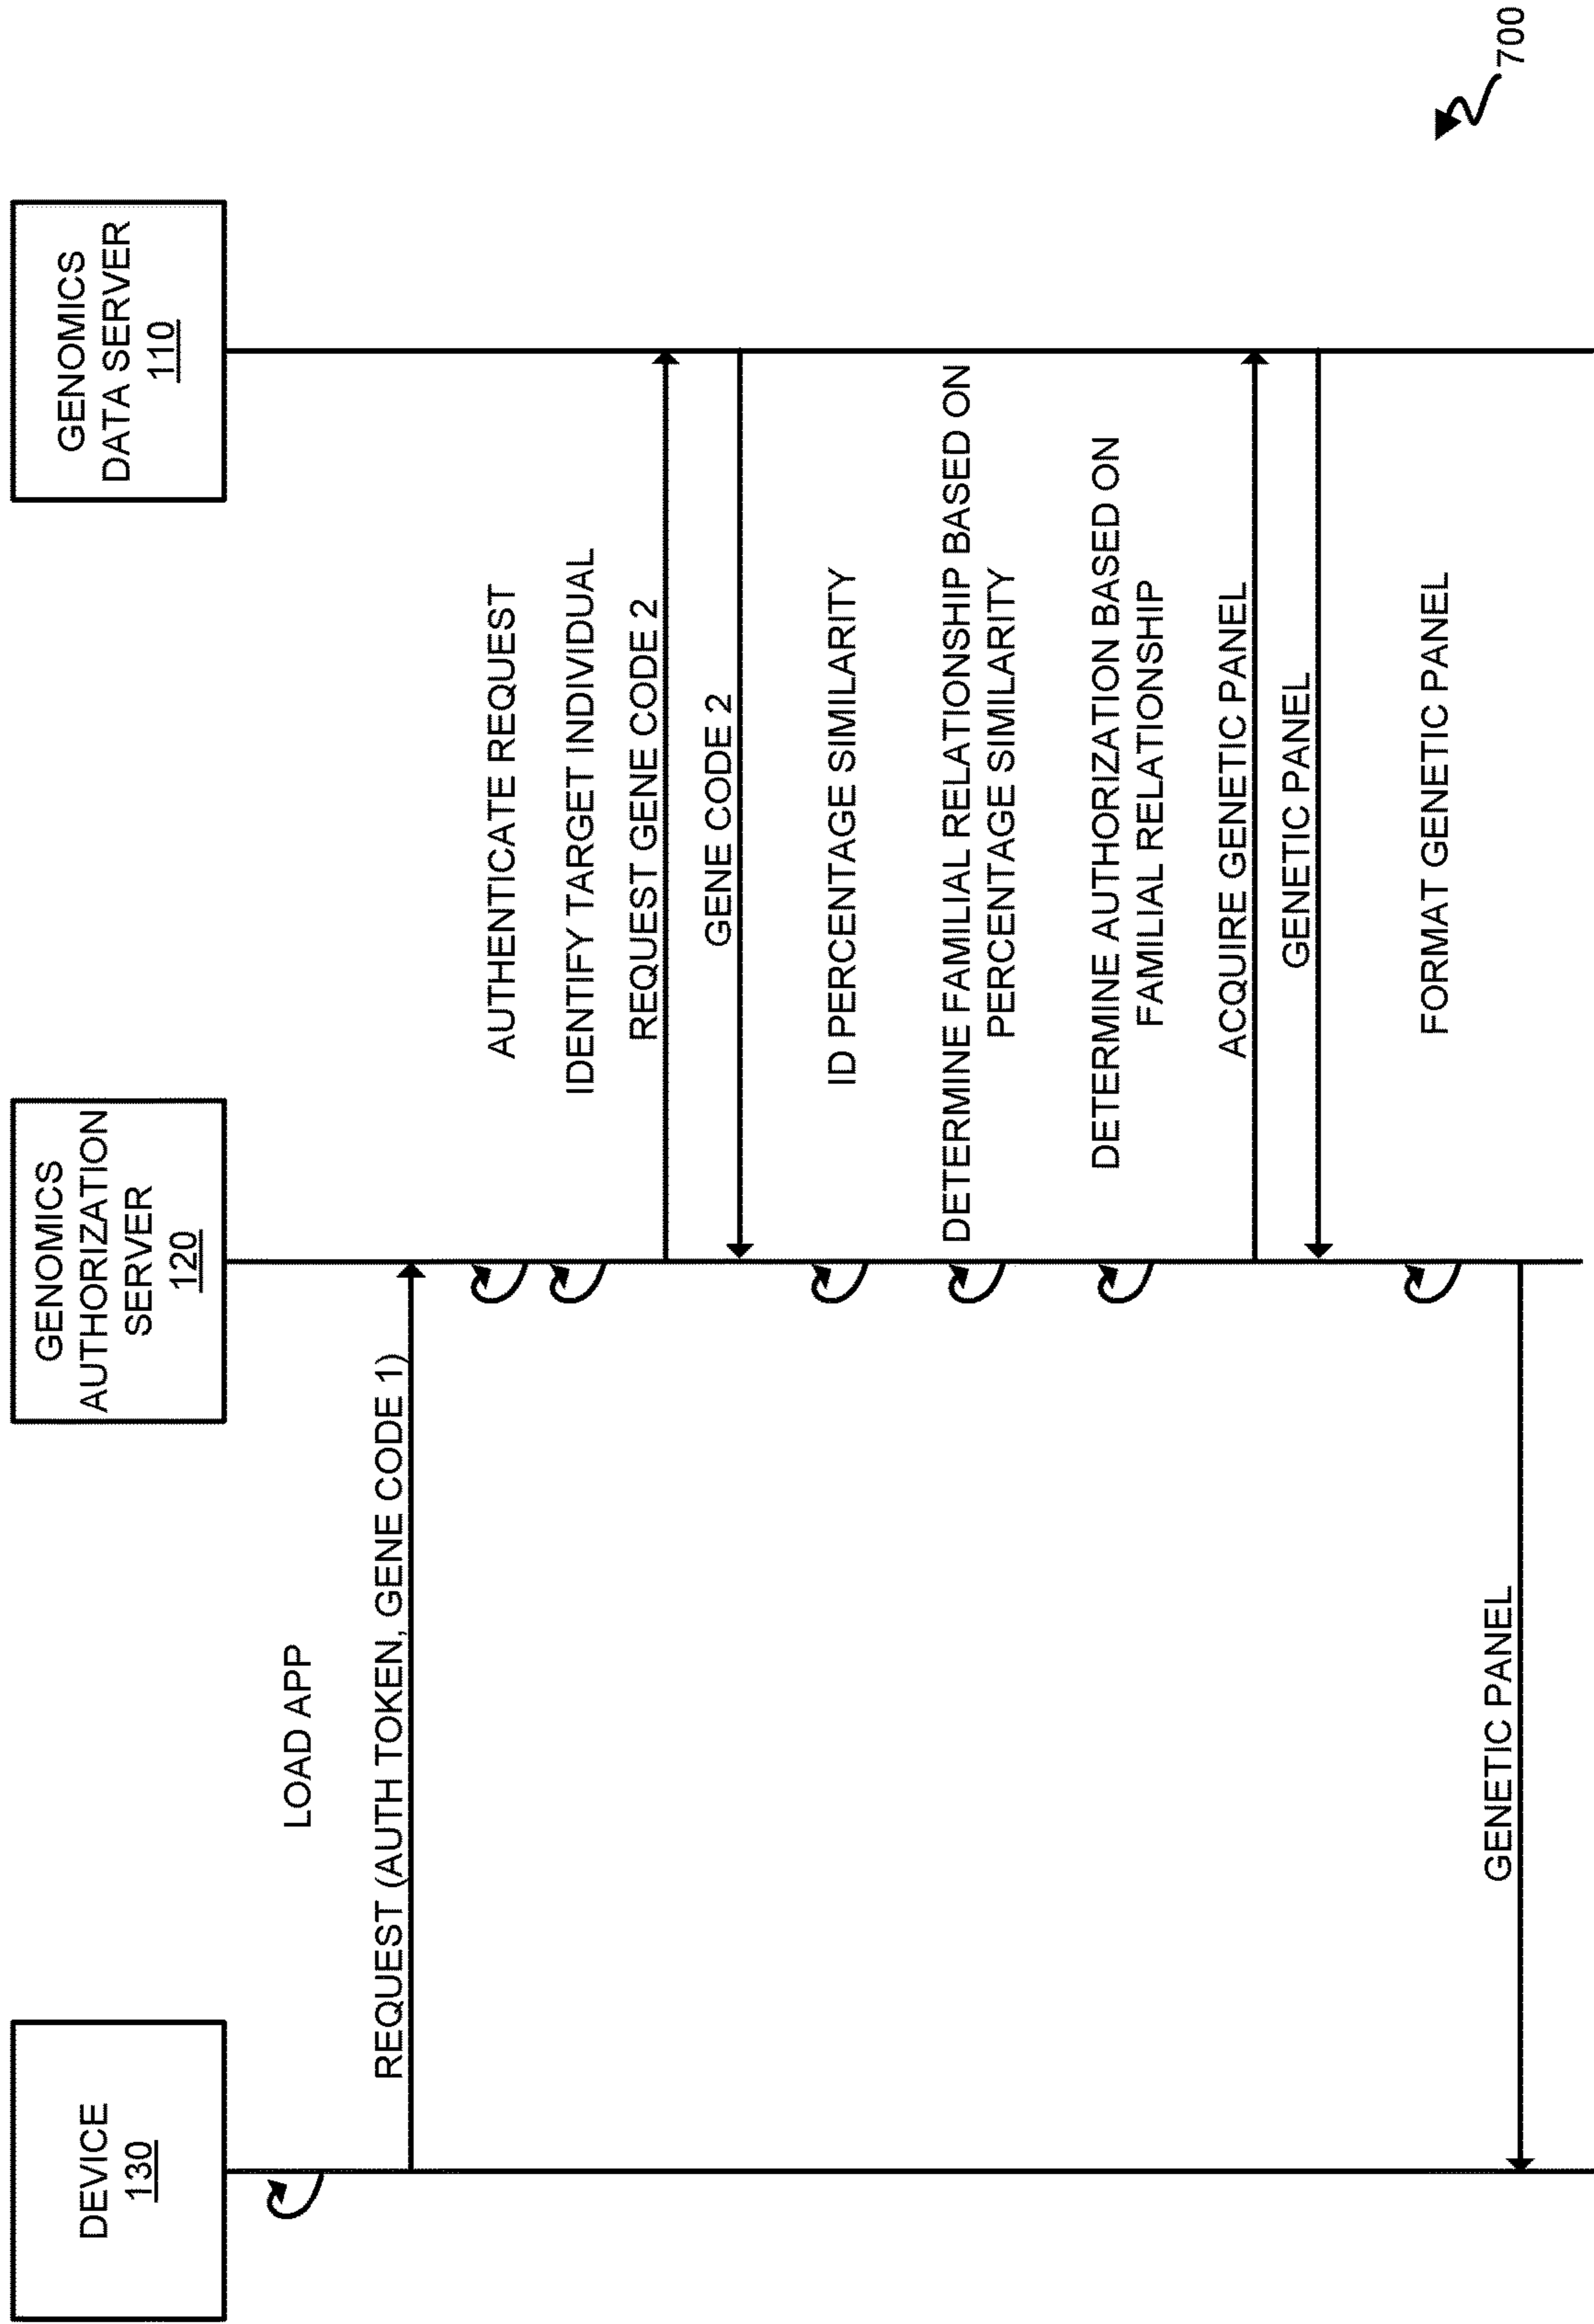 DEVICE
130
GENOMICS
AUTHORIZATION
SERVER
120
GENOMICS
DATA SERVER
110
LOAD APP
REQUEST (AUTH TOKEN, GENE CODE 1)
AUTHENTICATE REQUEST
IDENTIFY TARGET INDIVIDUAL
REQUEST GENE CODE 2
GENE CODE 2
ID PERCENTAGE SIMILARITY
DETERMINE FAMILIAL RELATIONSHIP BASED ON
PERCENTAGE SIMILARITY
DETERMINE AUTHORIZATION BASED ON
FAMILIAL RELATIONSHIP
ACQUIRE GENETIC PANEL
GENETIC PANEL
FORMAT GENETIC PANEL
GENETIC PANEL
700